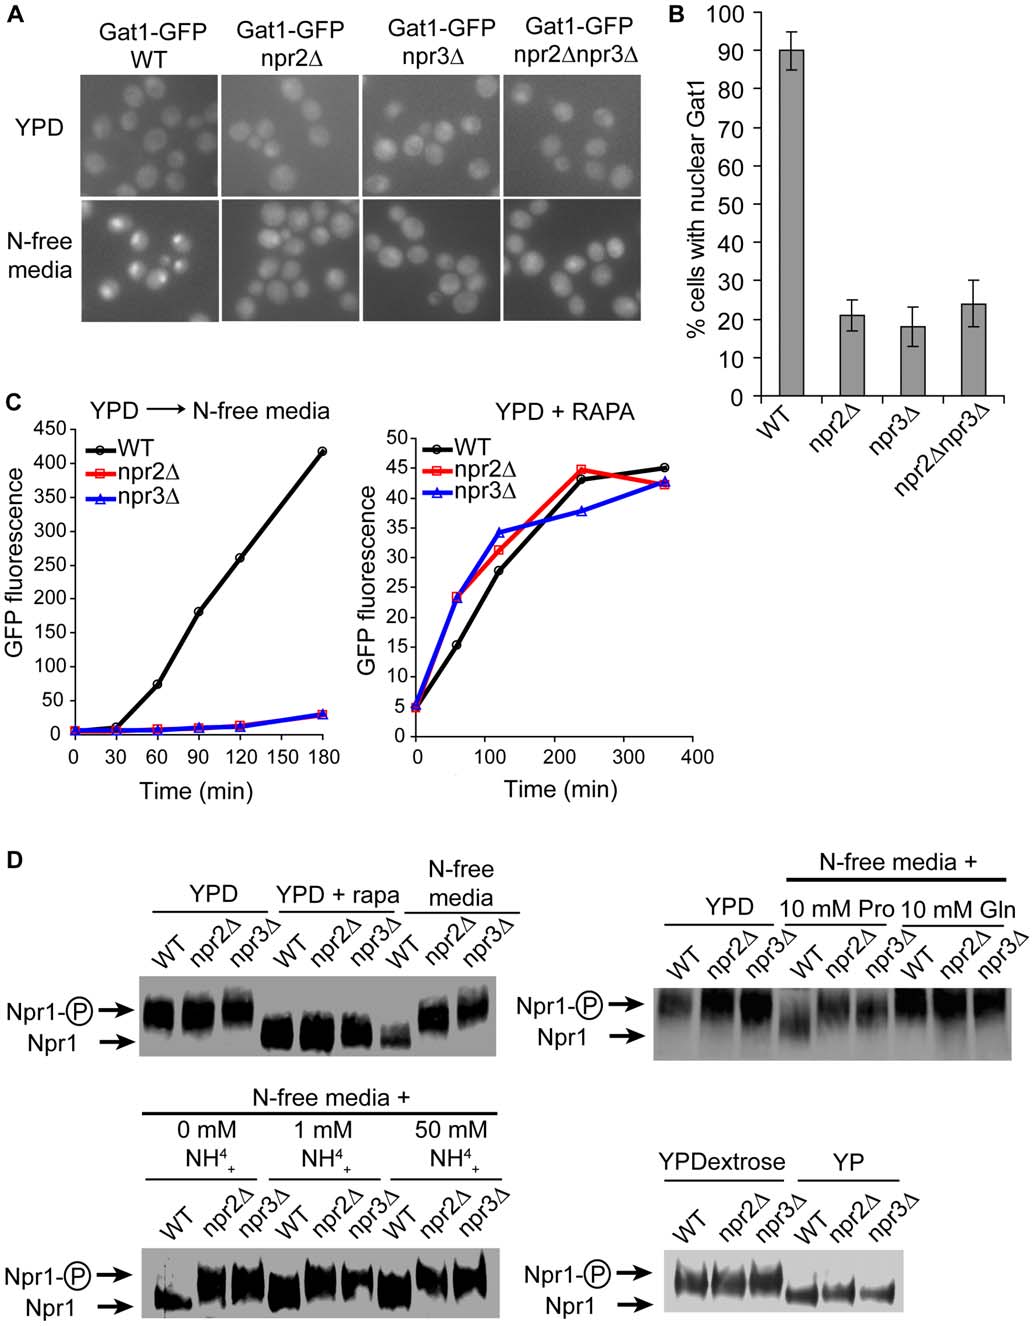 A
Gat1-GFP WT
Gat1-GFP npr2Δ
Gat1-GFP npr3Δ
Gat1-GFP npr2Δnpr3Δ
YPD
N-free media
B
% cells with nuclear Gat1
100
90
80
70
60
50
40
30
20
10
0
WT
npr2Δ
npr3Δ
npr2Δnpr3Δ
C
YPD → N-free media
WT
npr2Δ
npr3Δ
GFP fluorescence
450
400
350
300
250
200
150
100
50
0
0 30 60 90 120 150 180
Time (min)
YPD + RAPA
WT
npr2Δ
npr3Δ
GFP fluorescence
50
45
40
35
30
25
20
15
10
5
0
0 100 200 300 400
Time (min)
D
YPD
YPD + rapa
N-free media
WT npr2Δ npr3Δ WT npr2Δ npr3Δ WT npr2Δ npr3Δ
Npr1-P
Npr1
N-free media +
YPD
10 mM Pro
10 mM Gln
WT npr2Δ npr3Δ WT npr2Δ npr3Δ WT npr2Δ npr3Δ
Npr1-P
Npr1
N-free media +
0 mM NH4+
1 mM NH4+
50 mM NH4+
WT npr2Δ npr3Δ WT npr2Δ npr3Δ WT npr2Δ npr3Δ
Npr1-P
Npr1
YPDextrose
YP
WT npr2Δ npr3Δ WT npr2Δ npr3Δ
Npr1-P
Npr1